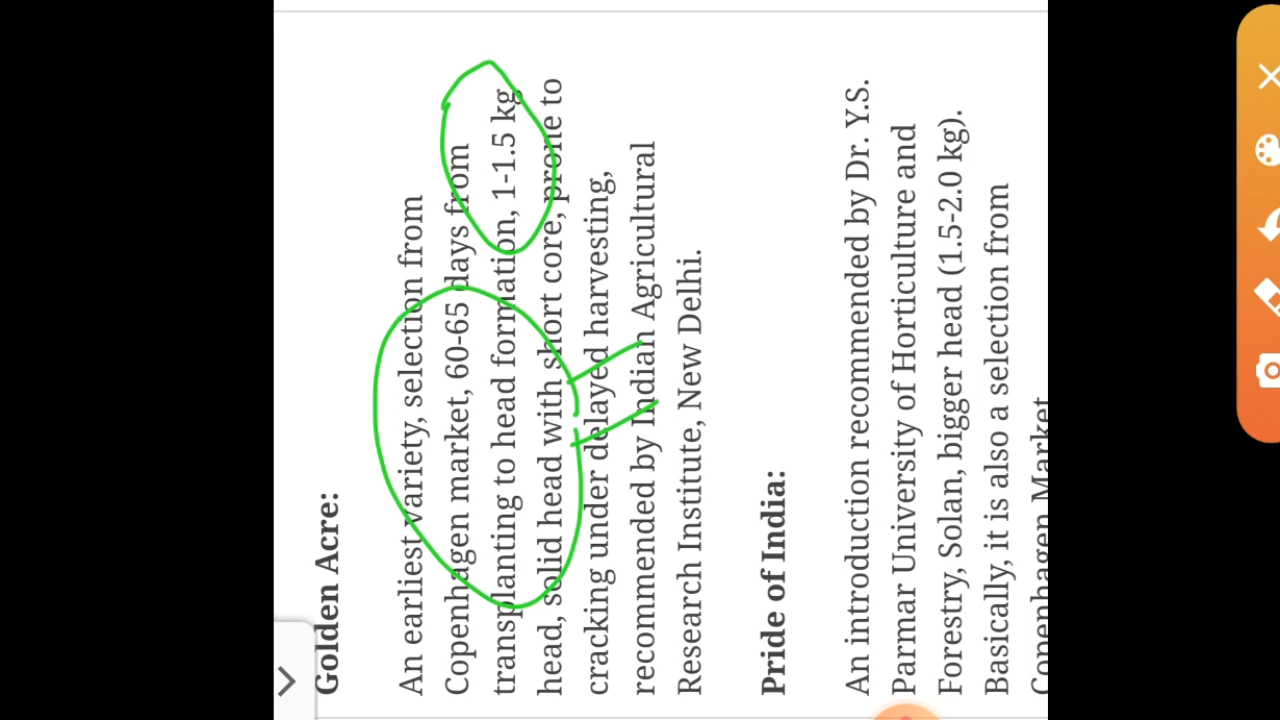 Golden Acre:
An earliest variety, selection from
Copenhagen market, 60-65 days from
transplanting to head formation, 1-1.5 kg
head, solid head with short core, prone to
cracking under delayed harvesting,
recommended by Indian Agricultural
Research Institute, New Delhi.
Pride of India:
An introduction recommended by Dr. Y.S.
Parmar University of Horticulture and
Forestry, Solan, bigger head (1.5-2.0 kg).
Basically, it is also a selection from
Copenhagen Market